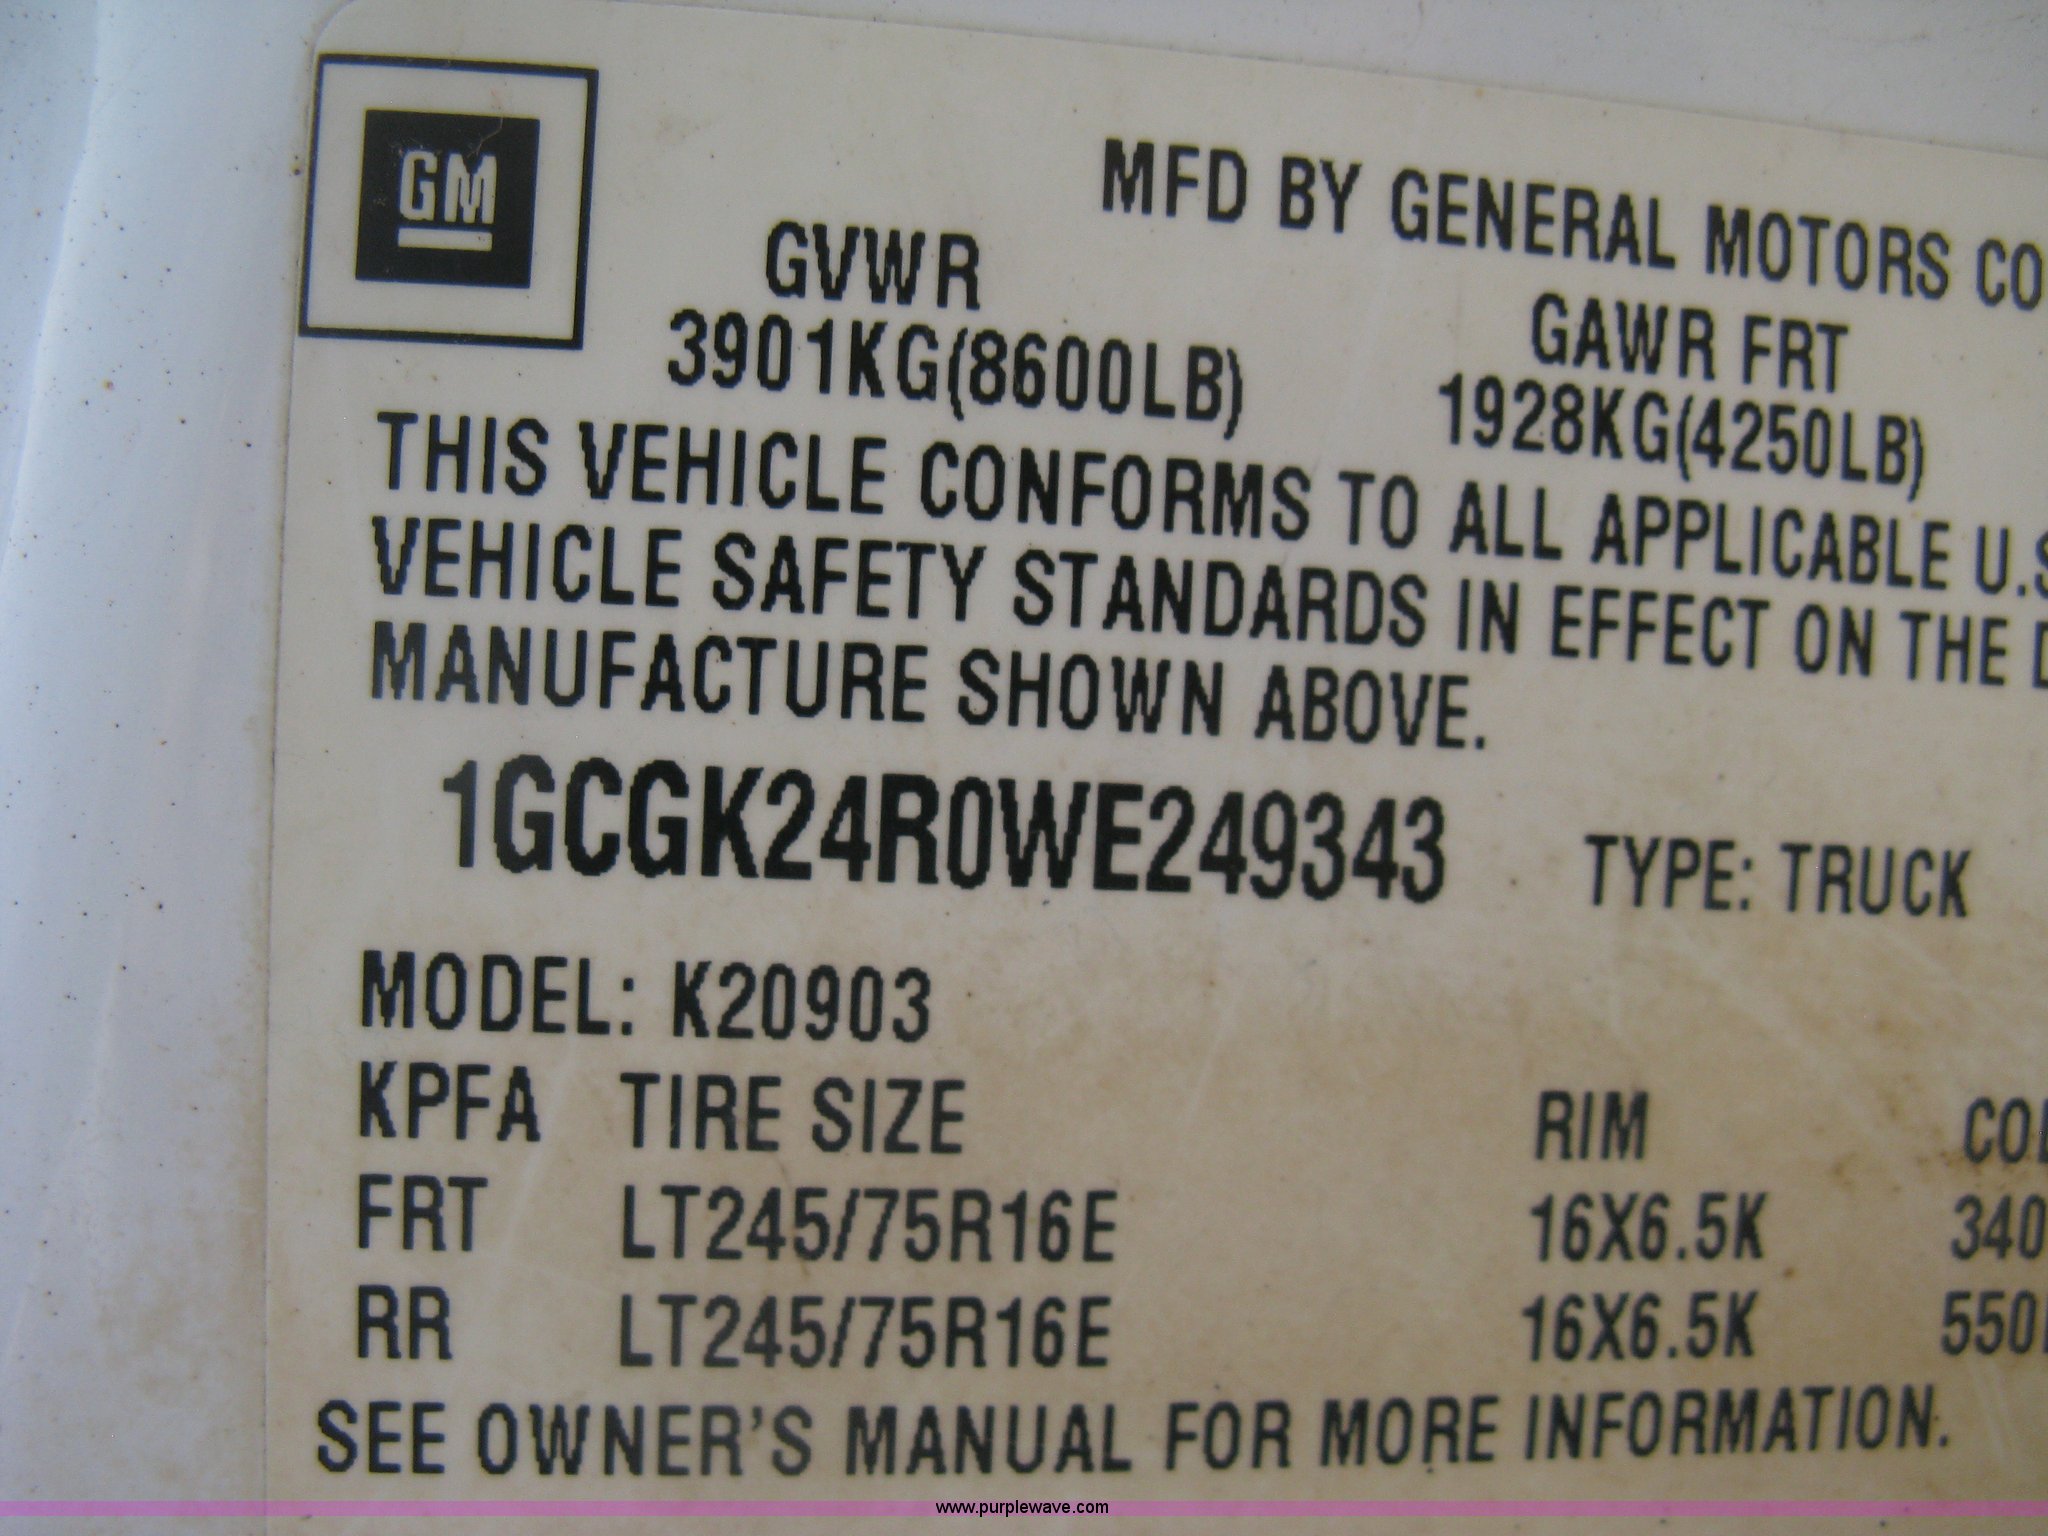 GM
MFD BY GENERAL MOTORS CO
GVWR
GAWR FRT
3901KG(8600LB)
1928KG(4250LB)
THIS VEHICLE CONFORMS TO ALL APPLICABLE U.S
VEHICLE SAFETY STANDARDS IN EFFECT ON THE D
MANUFACTURE SHOWN ABOVE.
1GCGK24R0WE249343 TYPE: TRUCK
MODEL: K20903
KPFA TIRE SIZE RIM COL
FRT LT245/75R16E 16X6.5K 340
RR LT245/75R16E 16X6.5K 550
SEE OWNER'S MANUAL FOR MORE INFORMATION.
www.purplewave.com